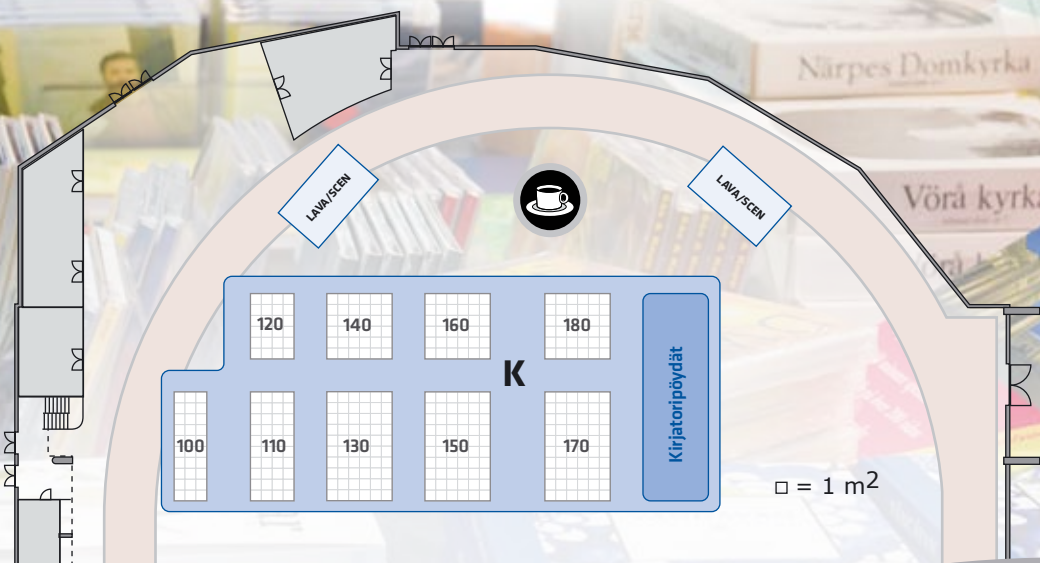 Närpes Domkyrka
Vörå kyrka
LAVA/SCEN
LAVA/SCEN
120
140
160
180
K
100
110
130
150
170
Kirjatoripöydät
□ = 1 m²